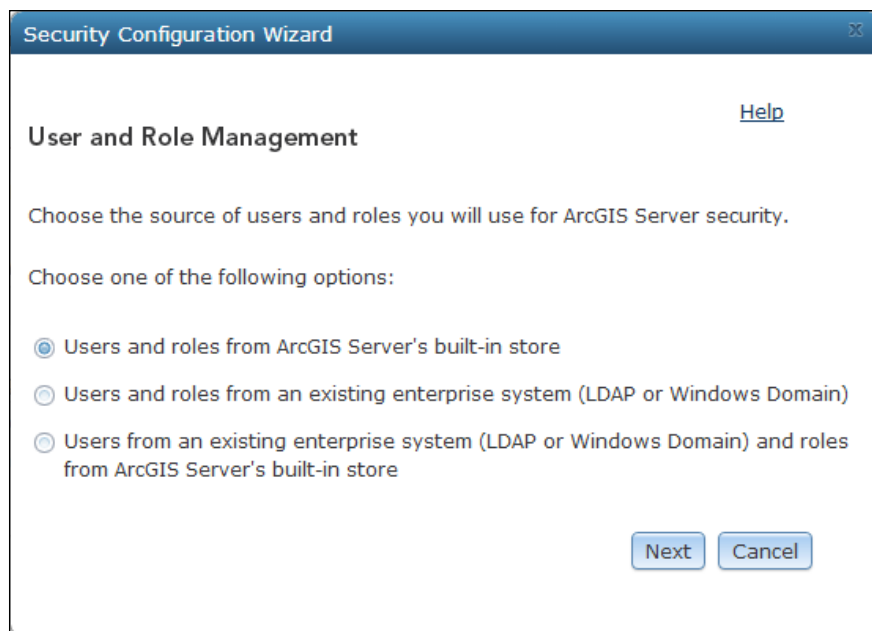 Security Configuration Wizard
Help
User and Role Management
Choose the source of users and roles you will use for ArcGIS Server security.
Choose one of the following options:
Users and roles from ArcGIS Server's built-in store
Users and roles from an existing enterprise system (LDAP or Windows Domain)
Users from an existing enterprise system (LDAP or Windows Domain) and roles
from ArcGIS Server's built-in store
Next Cancel